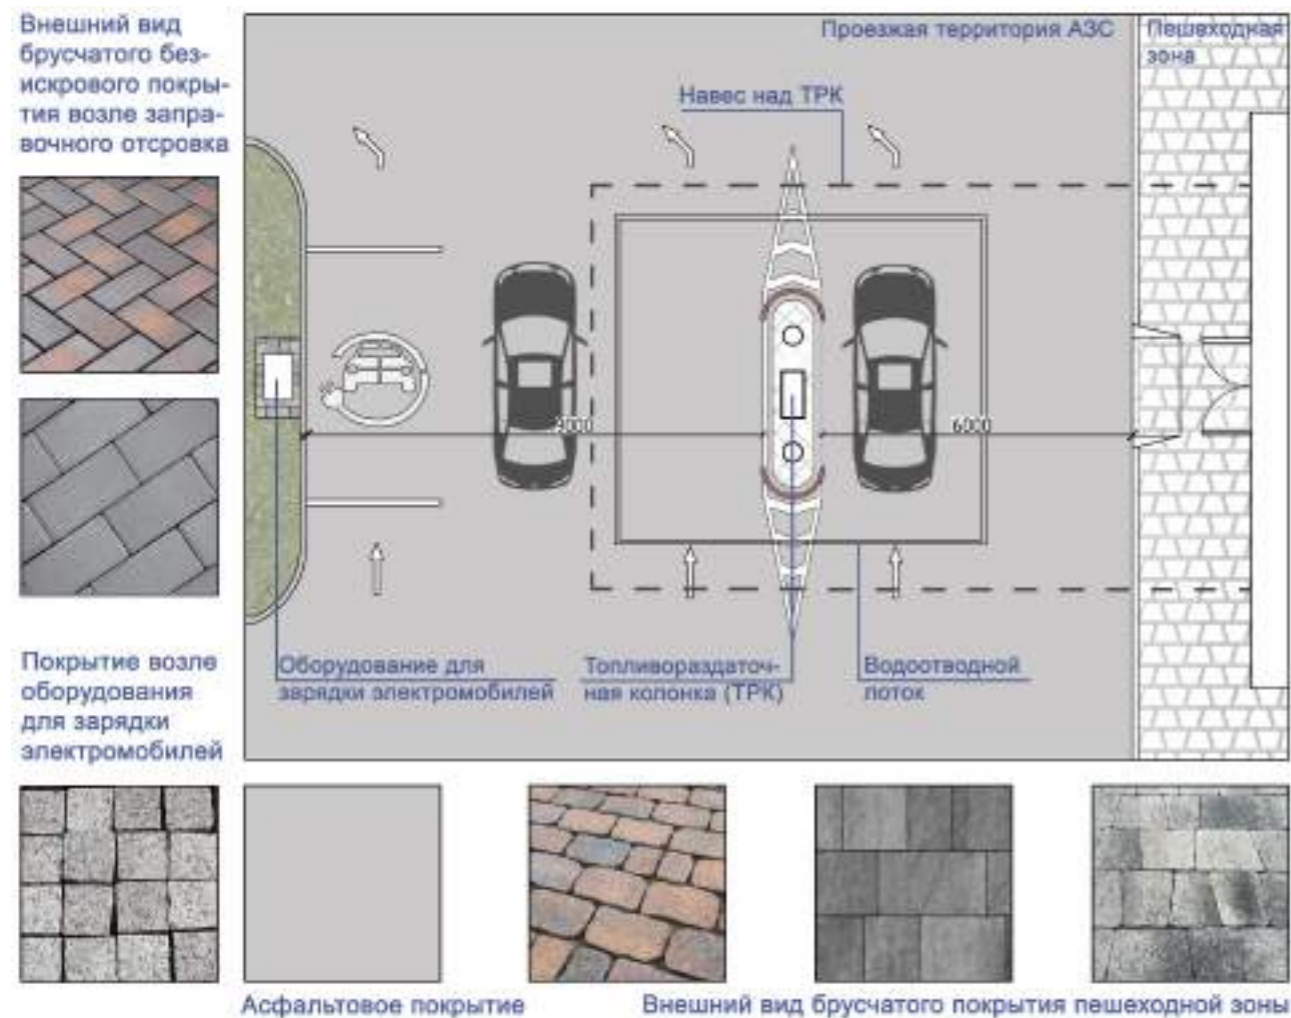 Внешний вид
брусчатого без-
искрового покры-
тия возле запра-
вочного отсровка
Проезжая территория АЗС
Пешеходная
зона
Навес над ТРК
9000
6000
Покрытие возле
оборудования
для зарядки
электромобилей
Оборудование для
зарядки электромобилей
Топливораздаточ-
ная колонка (ТРК)
Водоотводной
лоток
Асфальтовое покрытие
Внешний вид брусчатого покрытия пешеходной зоны